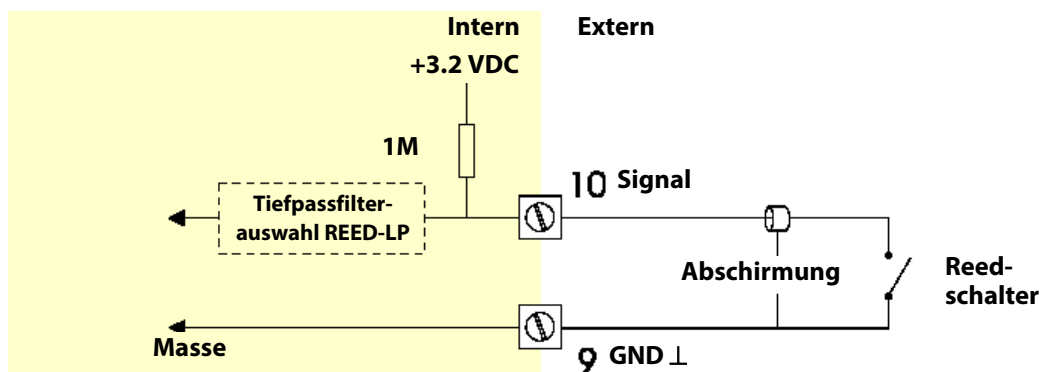 Intern
Extern
+3.2 VDC
1M
10 Signal
Tiefpassfilter-
auswahl REED-LP
Abschirmung
Reed-
schalter
Masse
9 GND ⊥